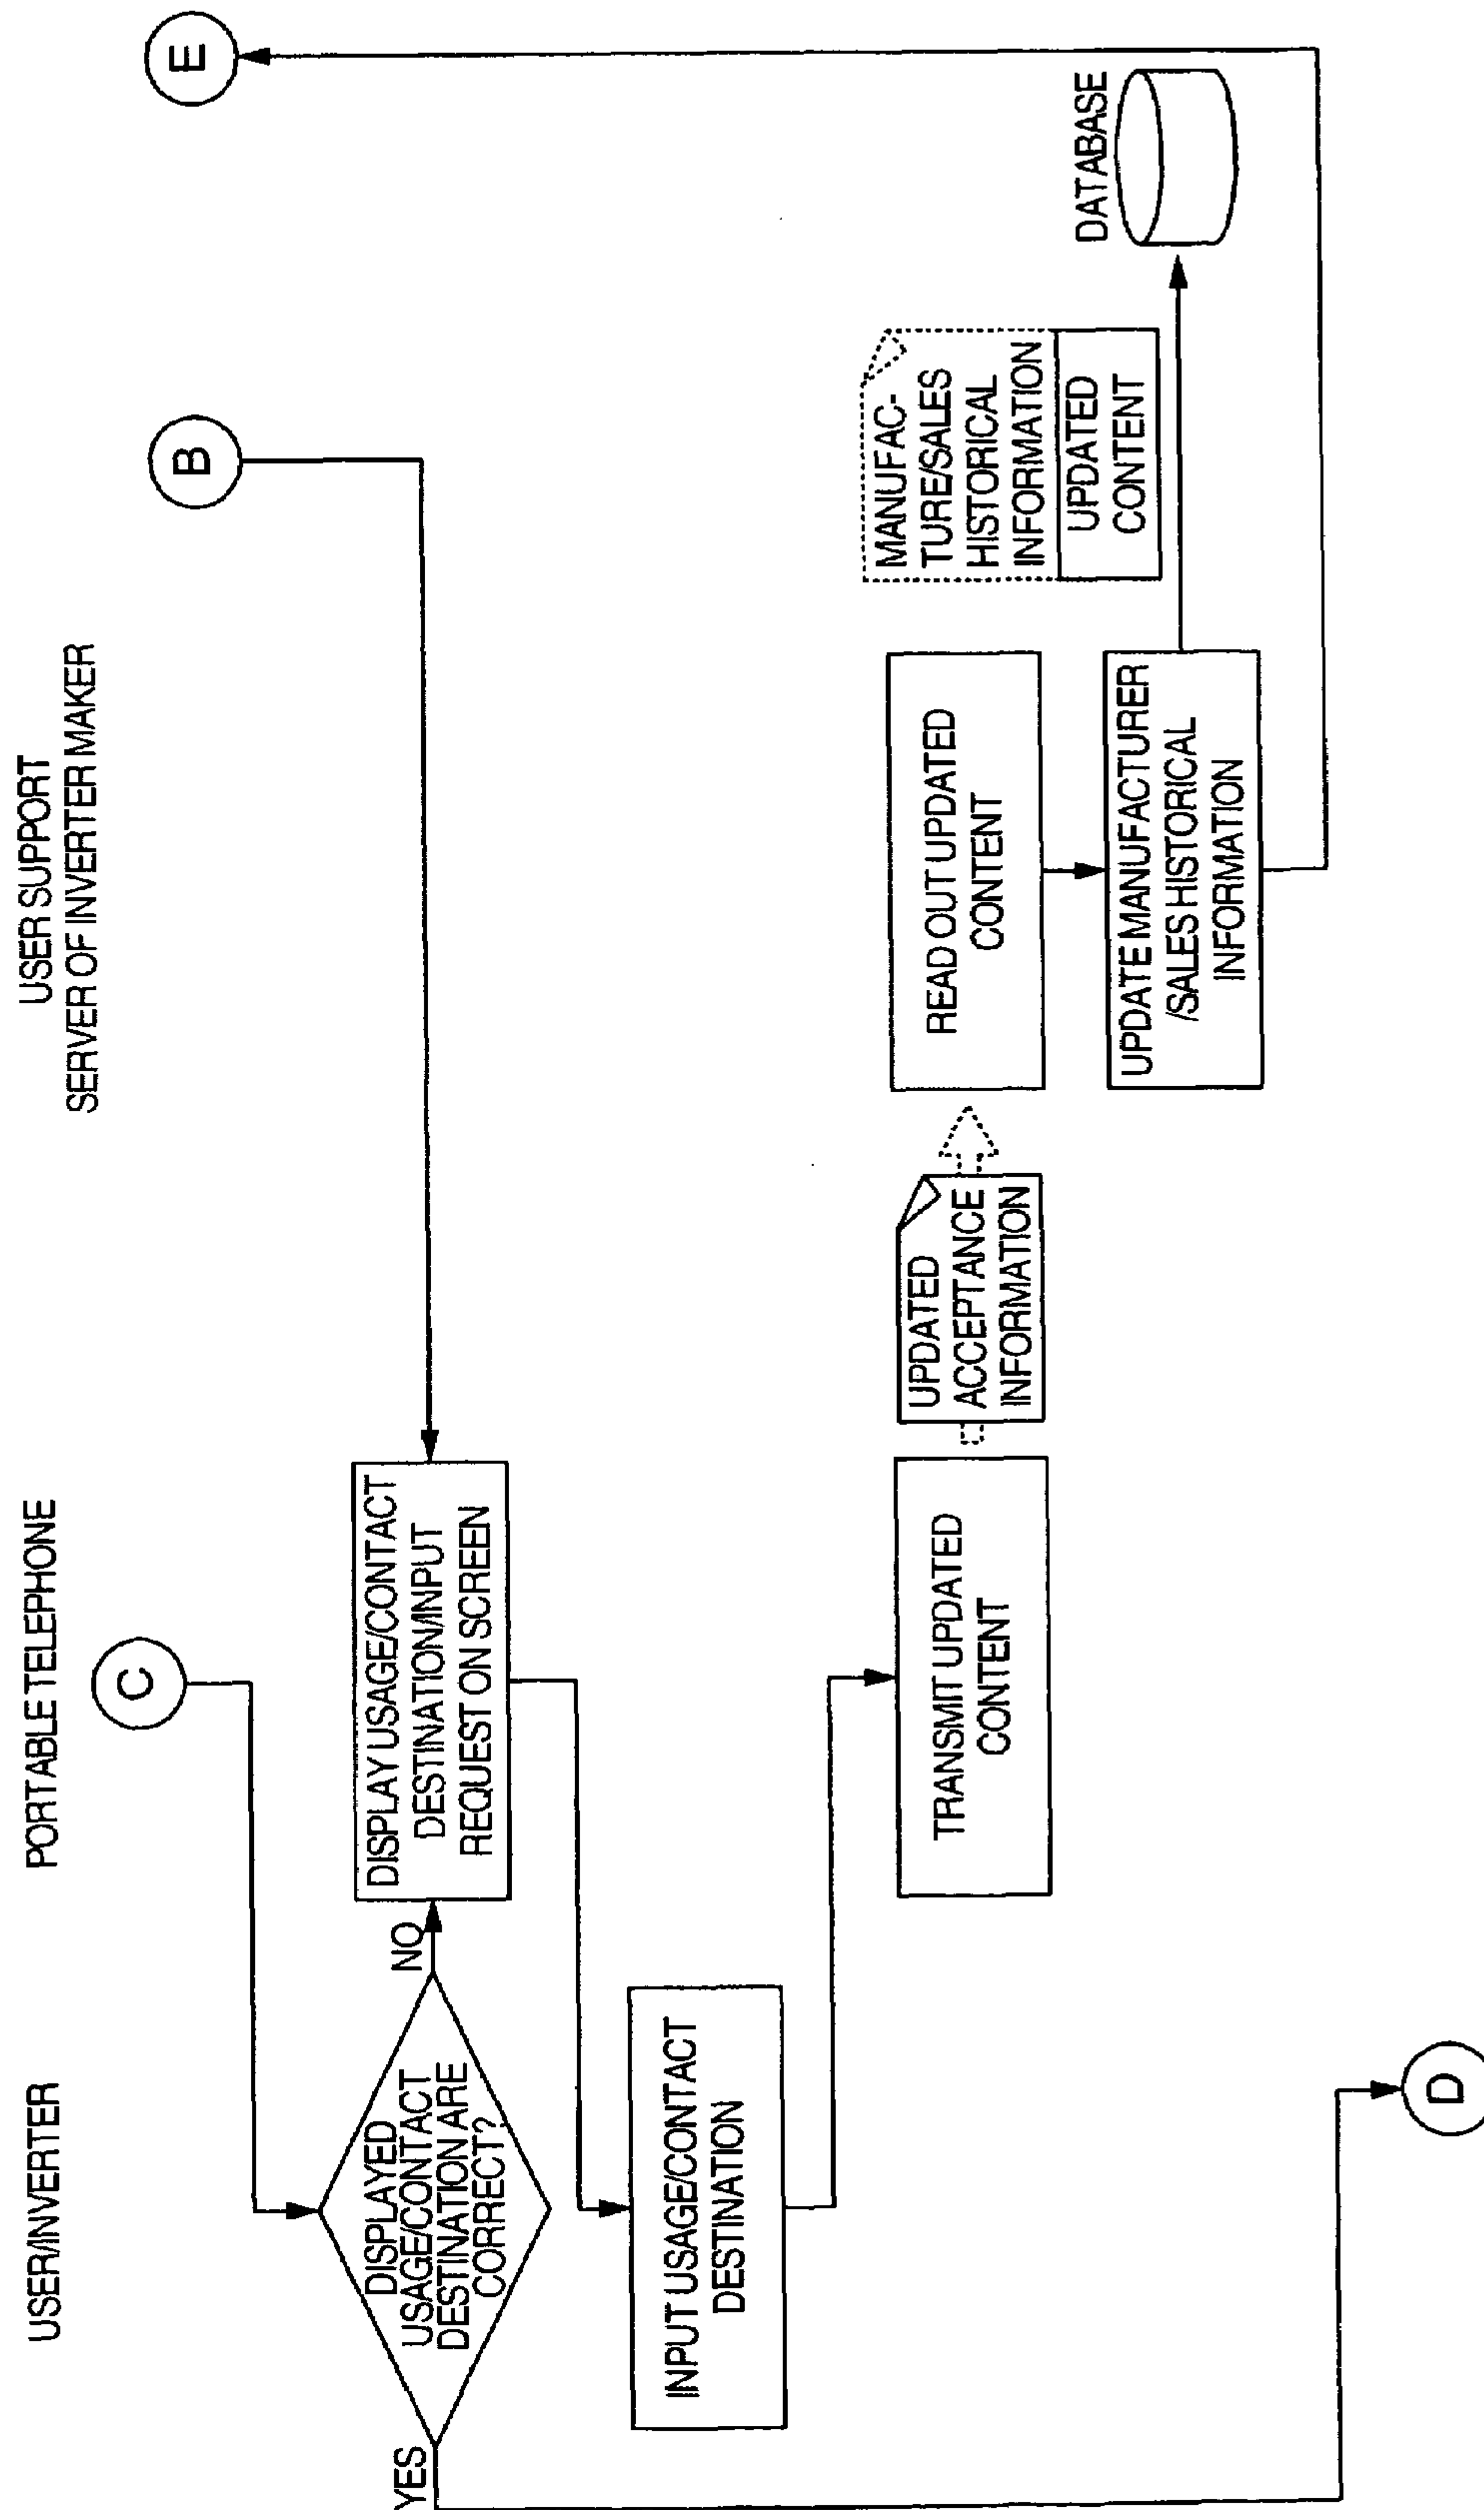 USER/INVERTER
PORTABLE TELEPHONE
USER SUPPORT
SERVER OF INVERTER MAKER
C
B
E
DISPLAYED
USAGE/CONTACT
DESTINATION ARE
CORRECT?
YES
NO
DISPLAY USAGE/CONTACT
DESTINATION/INPUT
REQUEST ON SCREEN
INPUT USAGE/CONTACT
DESTINATION
TRANSMIT UPDATED
CONTENT
UPDATED
ACCEPTANCE
INFORMATION
READ OUT UPDATED
CONTENT
MANUFAC-
TURE/SALES
HISTORICAL
INFORMATION
UPDATED
CONTENT
DATABASE
UPDATE MANUFACTURER
/SALES HISTORICAL
INFORMATION
D